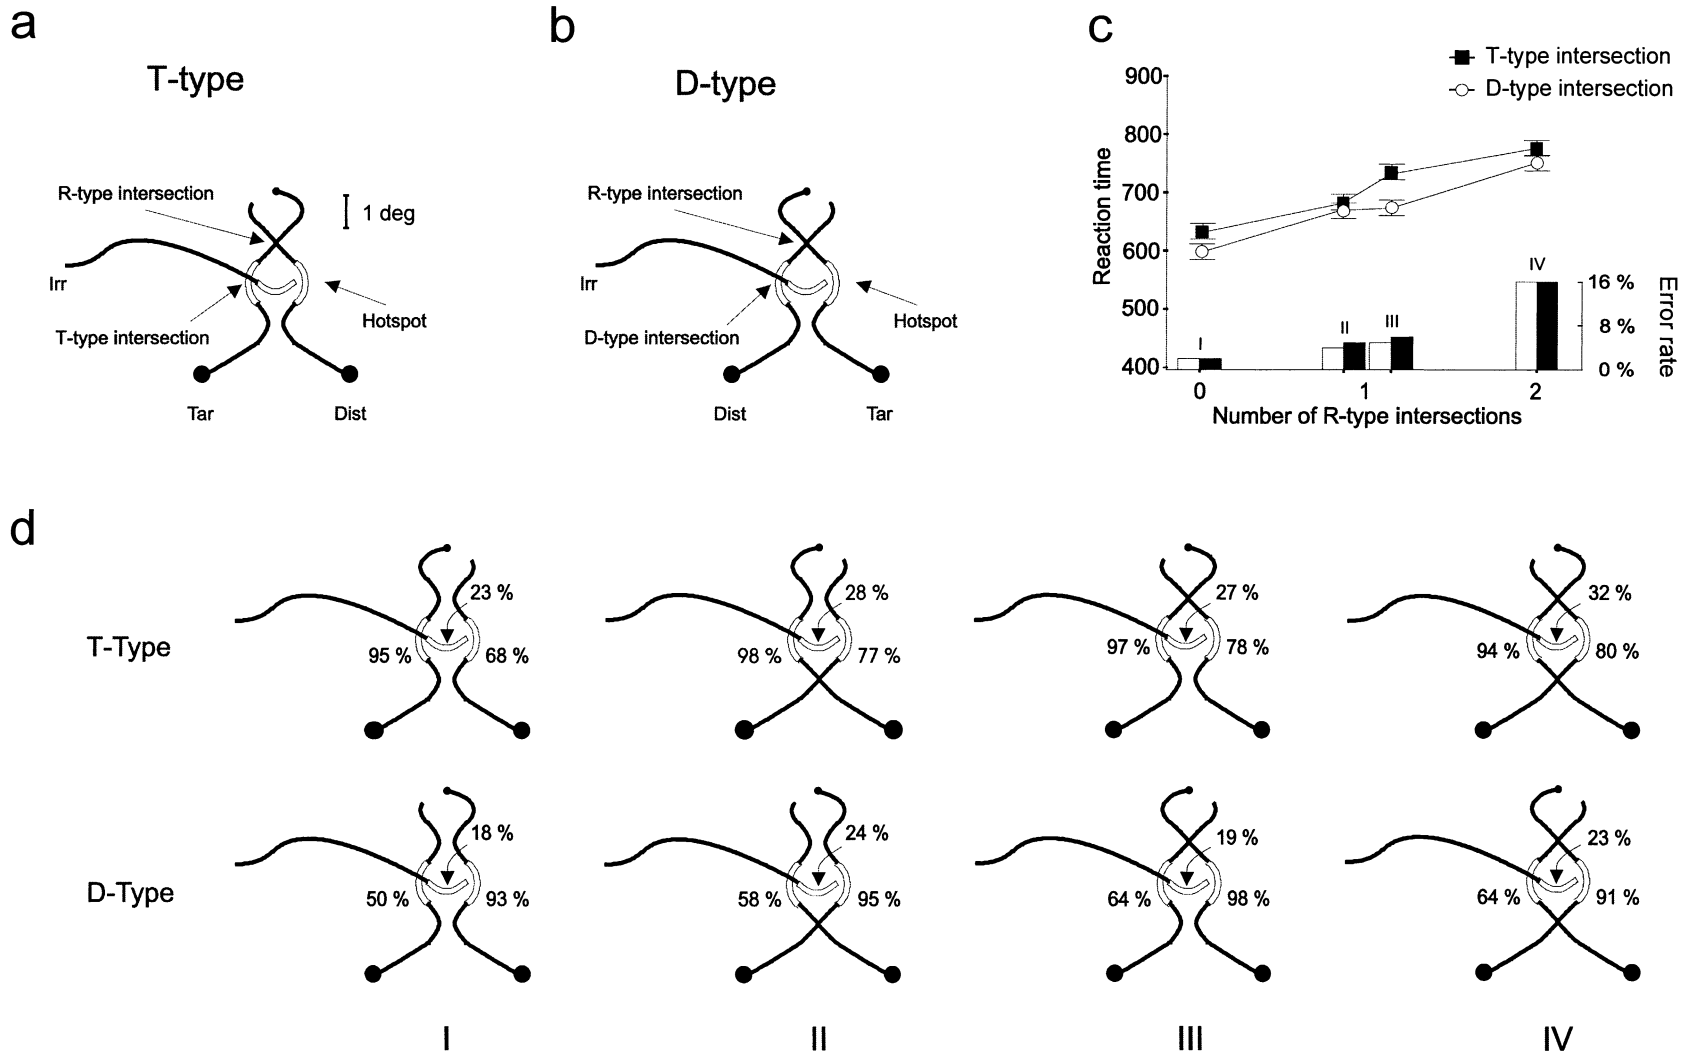 a
T-type
R-type intersection
1 deg
Irr
T-type intersection
Hotspot
Tar
Dist
b
D-type
R-type intersection
Irr
D-type intersection
Hotspot
Dist
Tar
c
T-type intersection
D-type intersection
Reaction time
900
800
700
600
500
400
I
II
III
IV
16 %
8 %
0 %
Error rate
0
1
2
Number of R-type intersections
d
T-Type
23 %
95 %
68 %
28 %
98 %
77 %
27 %
97 %
78 %
32 %
94 %
80 %
D-Type
18 %
50 %
93 %
24 %
58 %
95 %
19 %
64 %
98 %
23 %
64 %
91 %
I
II
III
IV